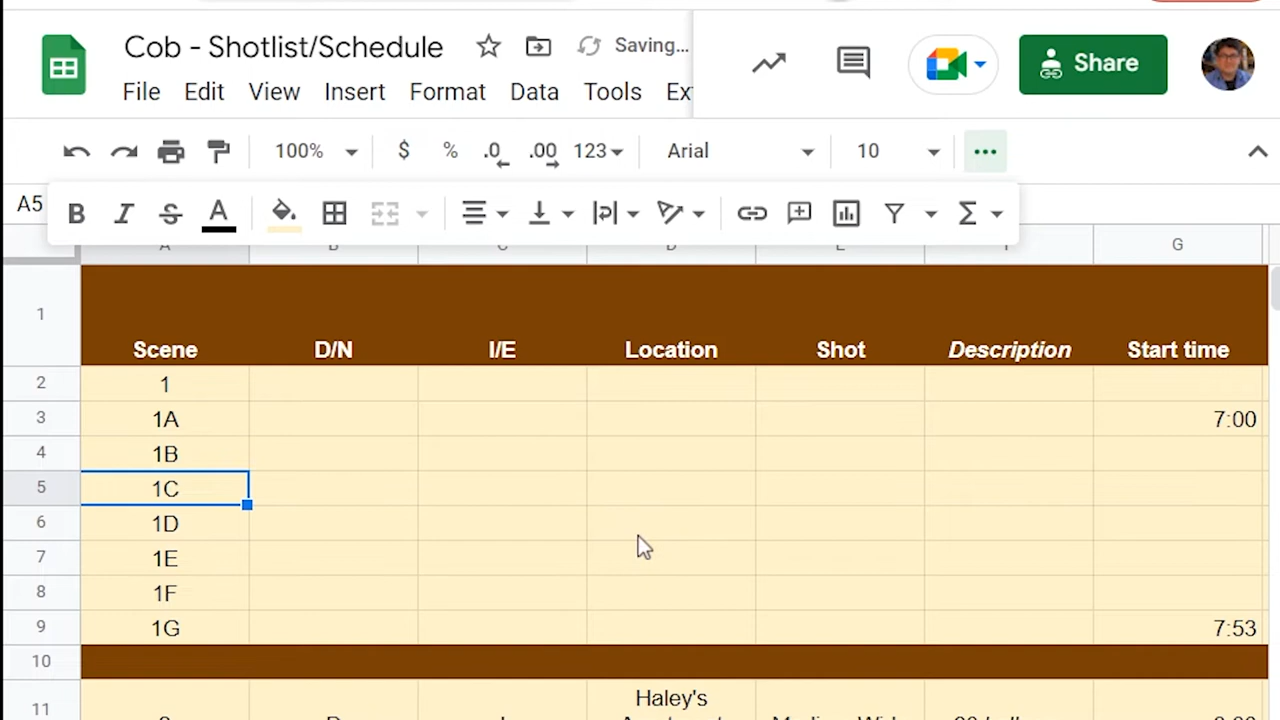 Cob - Shotlist/Schedule
Saving...
Share
File Edit View Insert Format Data Tools
100% $ % .0 .00 123 Arial 10
A5
B I S A
G
1
Scene D/N I/E Location Shot Description Start time
2 1
3 1A 7:00
4 1B
5 1C
6 1D
7 1E
8 1F
9 1G 7:53
10
11 Haley's